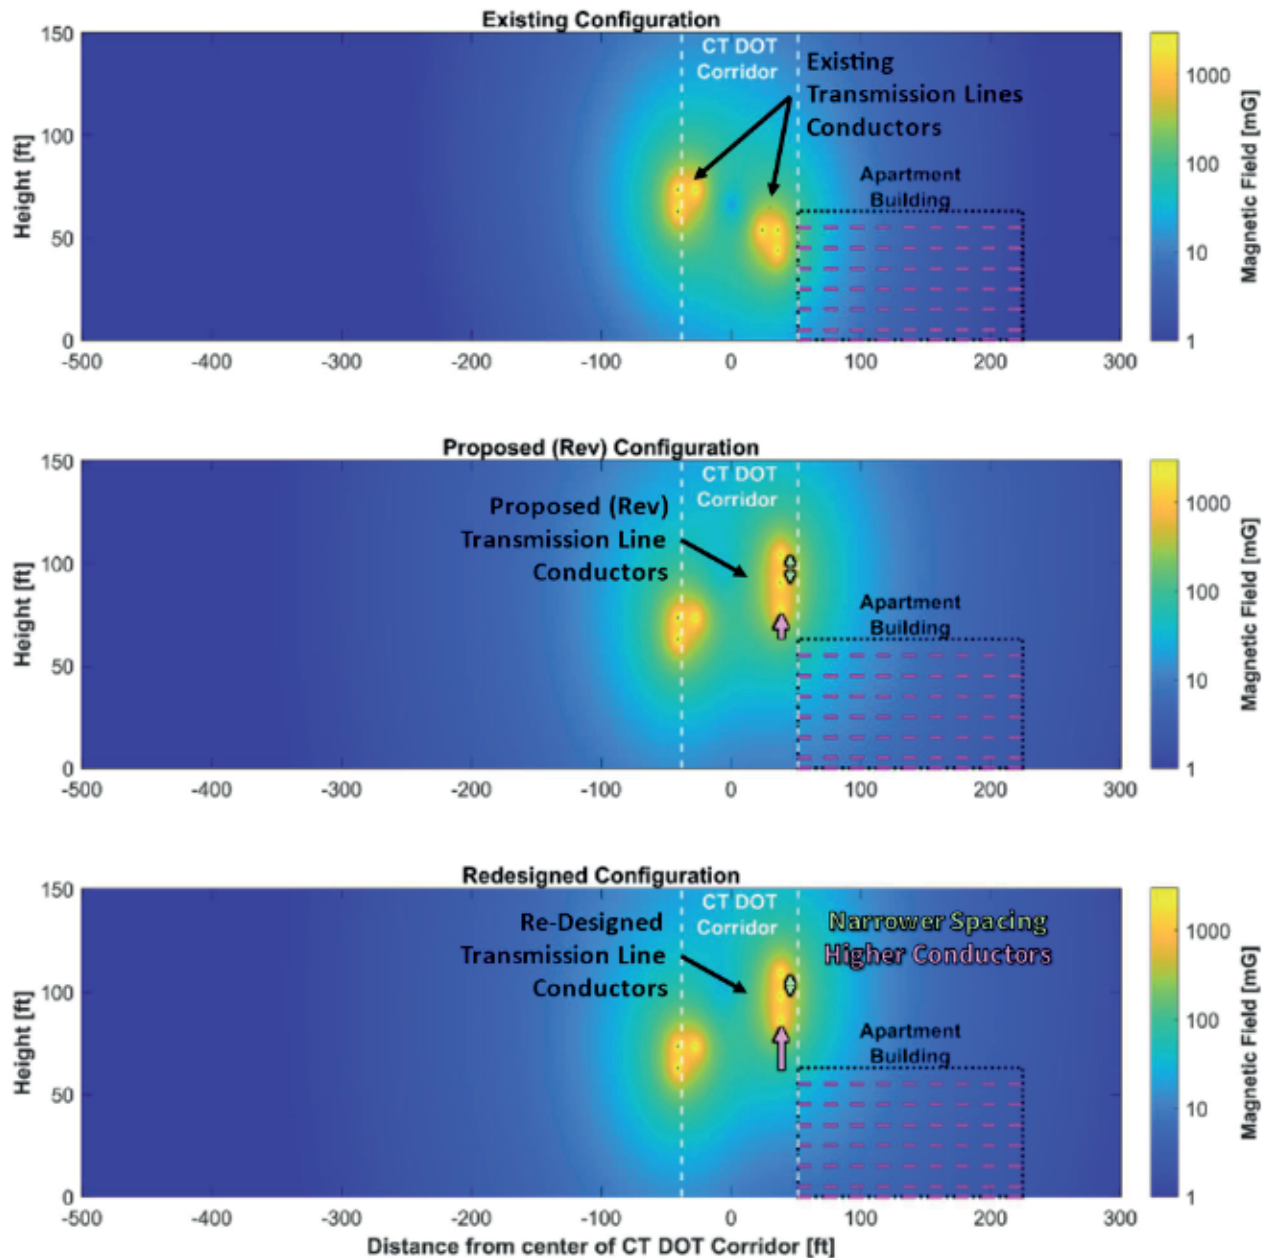 Existing Configuration
150
100
50
0
Height [ft]
CT DOT
Corridor
Existing
Transmission Lines
Conductors
Apartment
Building
-500
-400
-300
-200
-100
0
100
200
300
1000
100
10
1
Magnetic Field [mG]
Proposed (Rev) Configuration
150
100
50
0
Height [ft]
CT DOT
Corridor
Proposed (Rev)
Transmission Line
Conductors
Apartment
Building
-500
-400
-300
-200
-100
0
100
200
300
1000
100
10
1
Magnetic Field [mG]
Redesigned Configuration
150
100
50
0
Height [ft]
CT DOT
Corridor
Re-Designed
Transmission Line
Conductors
Narrower Spacing
Higher Conductors
Apartment
Building
-500
-400
-300
-200
-100
0
100
200
300
1000
100
10
1
Magnetic Field [mG]
Distance from center of CT DOT Corridor [ft]